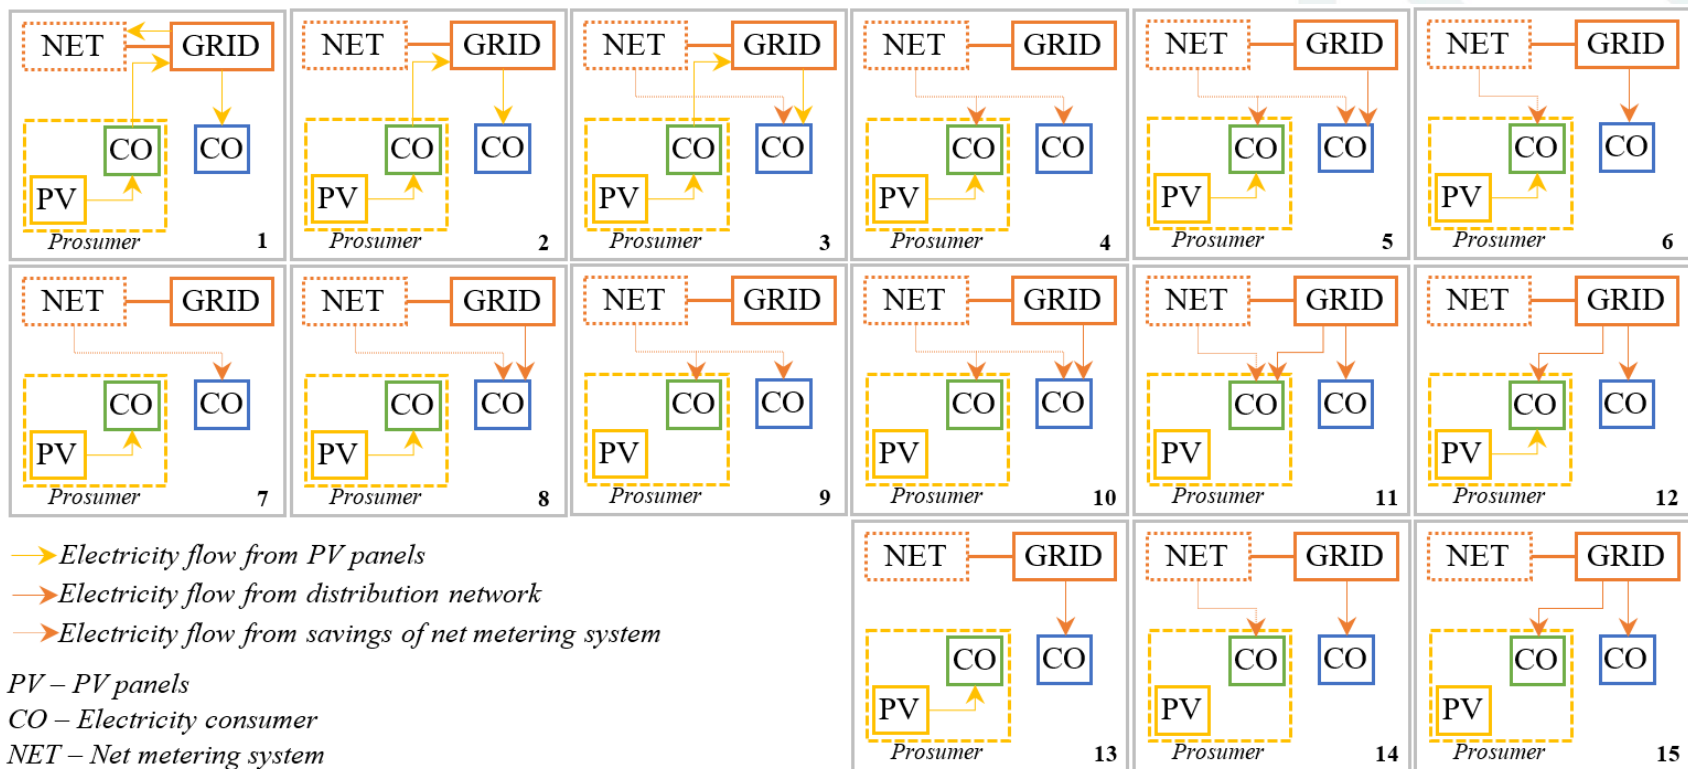 NET GRID
CO CO
PV
Prosumer 1
NET GRID
CO CO
PV
Prosumer 2
NET GRID
CO CO
PV
Prosumer 3
NET GRID
CO CO
PV
Prosumer 4
NET GRID
CO CO
PV
Prosumer 5
NET GRID
CO CO
PV
Prosumer 6
NET GRID
CO CO
PV
Prosumer 7
NET GRID
CO CO
PV
Prosumer 8
NET GRID
CO CO
PV
Prosumer 9
NET GRID
CO CO
PV
Prosumer 10
NET GRID
CO CO
PV
Prosumer 11
NET GRID
CO CO
PV
Prosumer 12
NET GRID
CO CO
PV
Prosumer 13
NET GRID
CO CO
PV
Prosumer 14
NET GRID
CO CO
PV
Prosumer 15
Electricity flow from PV panels
Electricity flow from distribution network
Electricity flow from savings of net metering system
PV – PV panels
CO – Electricity consumer
NET – Net metering system